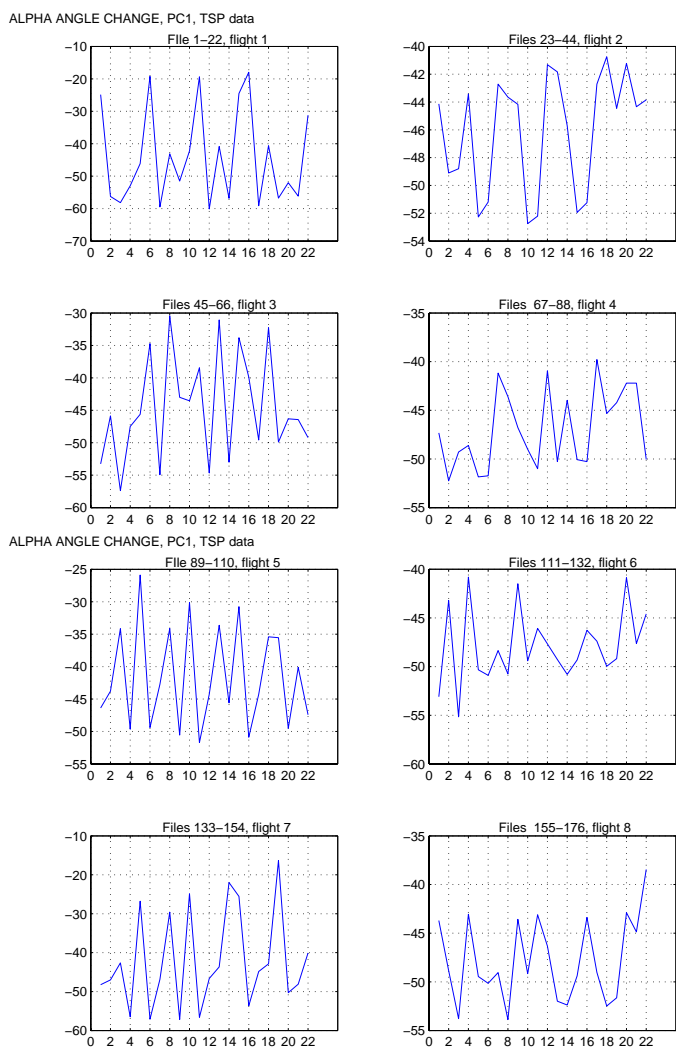 ALPHA ANGLE CHANGE, PC1, TSP data
FIle 1−22, flight 1
−10
−20
−30
−40
−50
−60
−70
0 2 4 6 8 10 12 14 16 18 20 22
Files 23−44, flight 2
−40
−42
−44
−46
−48
−50
−52
−54
0 2 4 6 8 10 12 14 16 18 20 22
Files 45−66, flight 3
−30
−35
−40
−45
−50
−55
−60
0 2 4 6 8 10 12 14 16 18 20 22
Files 67−88, flight 4
−35
−40
−45
−50
−55
0 2 4 6 8 10 12 14 16 18 20 22
ALPHA ANGLE CHANGE, PC1, TSP data
FIle 89−110, flight 5
−25
−30
−35
−40
−45
−50
−55
0 2 4 6 8 10 12 14 16 18 20 22
Files 111−132, flight 6
−40
−45
−50
−55
−60
0 2 4 6 8 10 12 14 16 18 20 22
Files 133−154, flight 7
−10
−20
−30
−40
−50
−60
0 2 4 6 8 10 12 14 16 18 20 22
Files 155−176, flight 8
−35
−40
−45
−50
−55
0 2 4 6 8 10 12 14 16 18 20 22